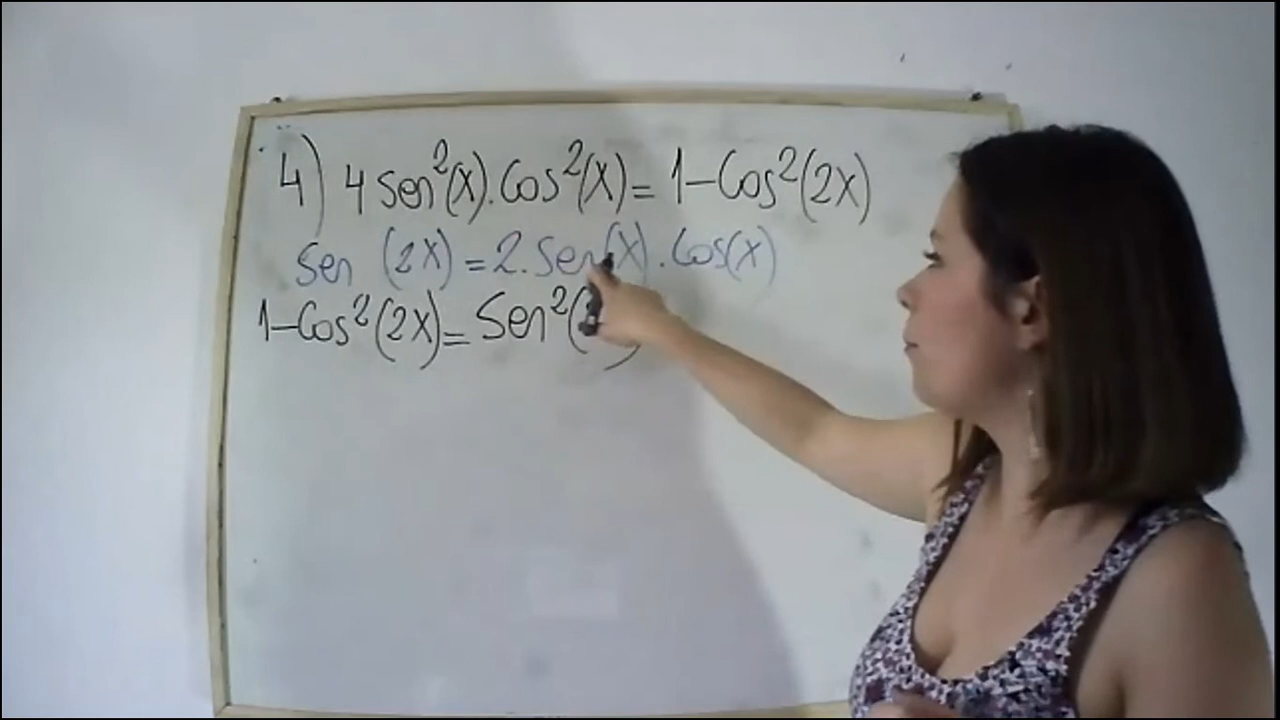 4) 4 Sen²(X).Cos²(X)= 1-Cos²(2X)
Sen (2X)=2.Sen(X).Cos(X)
1-Cos²(2X)= Sen²(